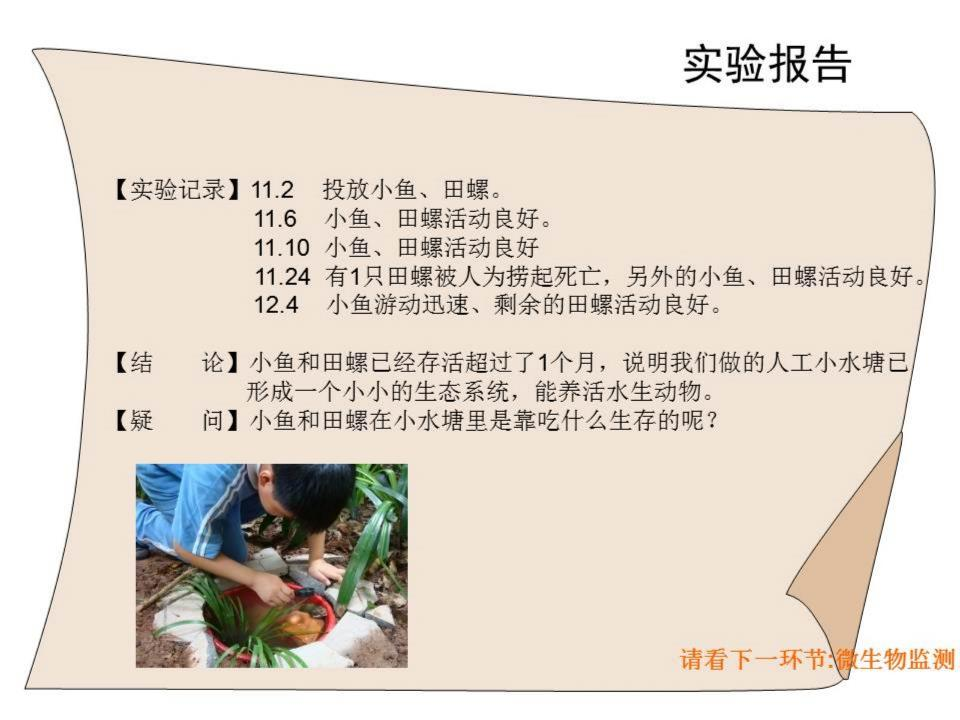 实验报告
【实验记录】11.2 投放小鱼、田螺。
11.6 小鱼、田螺活动良好。
11.10 小鱼、田螺活动良好
11.24 有1只田螺被人为捞起死亡，另外的小鱼、田螺活动良好。
12.4 小鱼游动迅速、剩余的田螺活动良好。
【结 论】小鱼和田螺已经存活超过了1个月，说明我们做的人工小水塘已
形成一个小小的生态系统，能养活水生动物。
【疑 问】小鱼和田螺在小水塘里是靠吃什么生存的呢？
请看下一环节:微生物监测